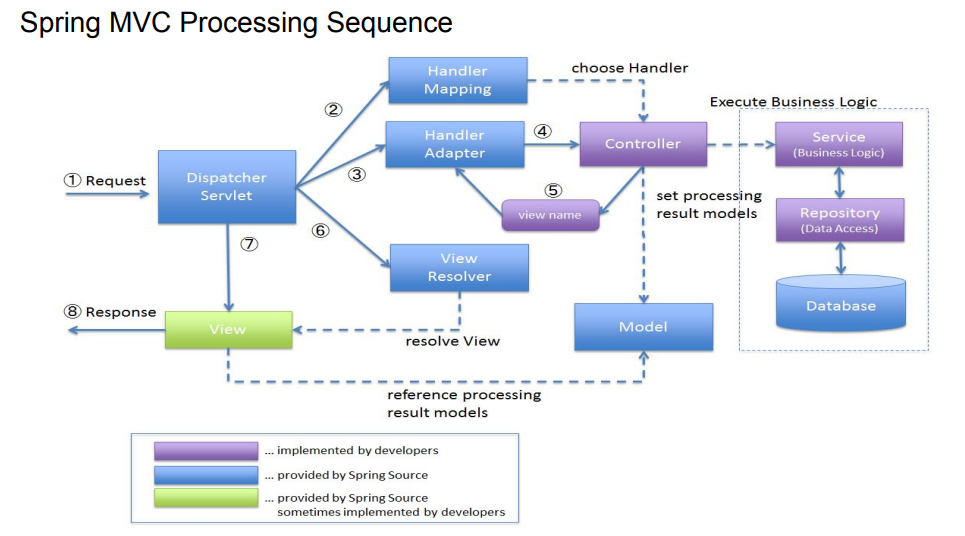 Spring MVC Processing Sequence
Handler
Mapping
choose Handler
②
Execute Business Logic
Handler
Adapter
④
Controller
Service
(Business Logic)
① Request
Dispatcher
Servlet
③
⑤
view name
set processing
result models
Repository
(Data Access)
⑥
⑦
View
Resolver
⑧ Response
View
resolve View
Model
Database
reference processing
result models
... implemented by developers
... provided by Spring Source
... provided by Spring Source
sometimes implemented by developers